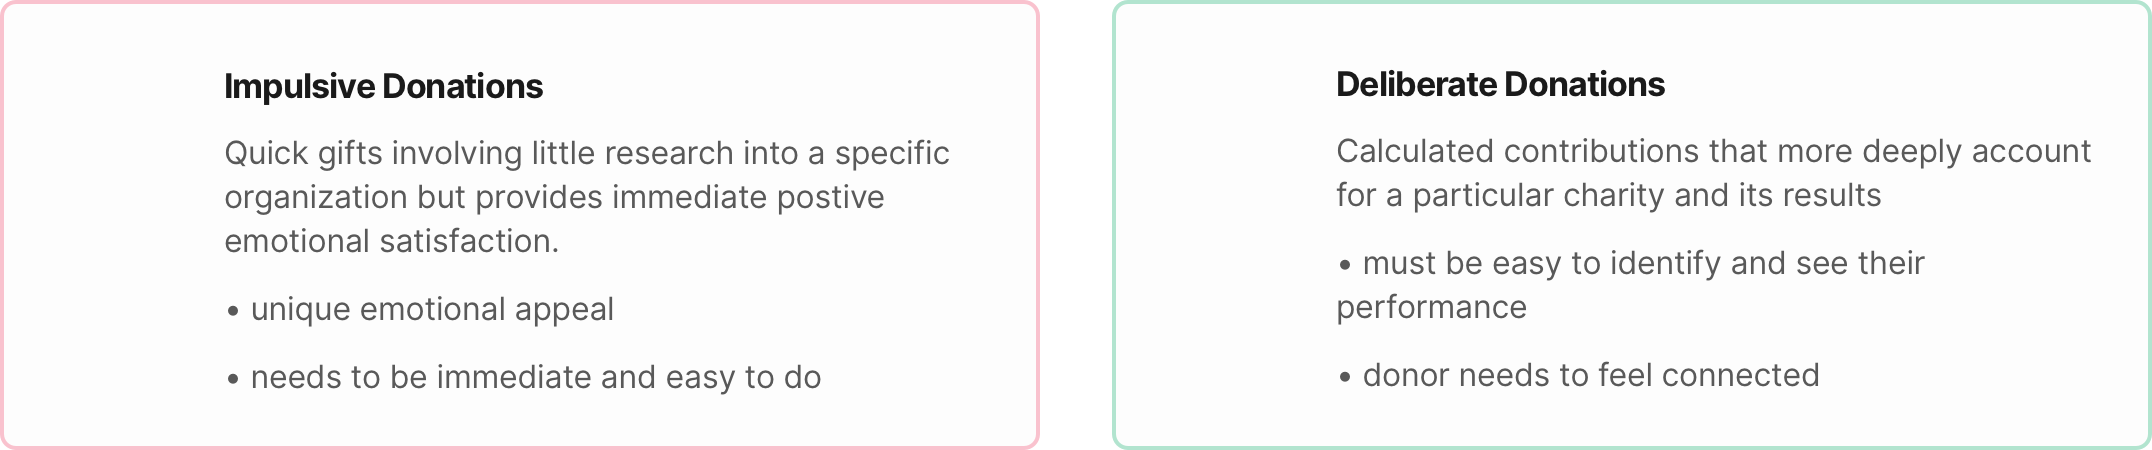 Impulsive Donations
Quick gifts involving little research into a specific
organization but provides immediate postive
emotional satisfaction.
• unique emotional appeal
• needs to be immediate and easy to do
Deliberate Donations
Calculated contributions that more deeply account
for a particular charity and its results
• must be easy to identify and see their
performance
• donor needs to feel connected